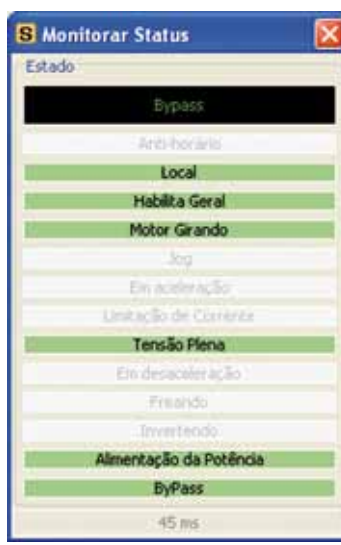 S Monitorar Status
Estado
Bypass
Anti-horário
Local
Habilita Geral
Motor Girando
Jog
Em aceleração
Limitação de Corrente
Tensão Plena
Em desaceleração
Freando
Invertendo
Alimentação da Potência
ByPass
45 ms